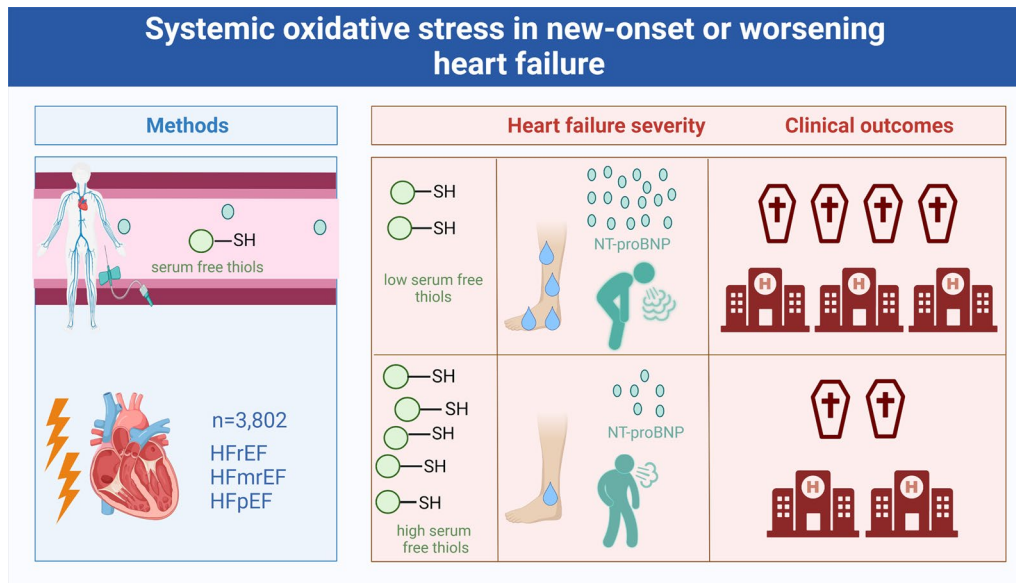 Systemic oxidative stress in new-onset or worsening
heart failure
Methods
Heart failure severity
Clinical outcomes
SH
serum free thiols
n=3,802
HFrEF
HFmrEF
HFpEF
SH
SH
low serum free
thiols
NT-proBNP
H
H
H
SH
SH
SH
SH
SH
high serum
free thiols
NT-proBNP
H
H